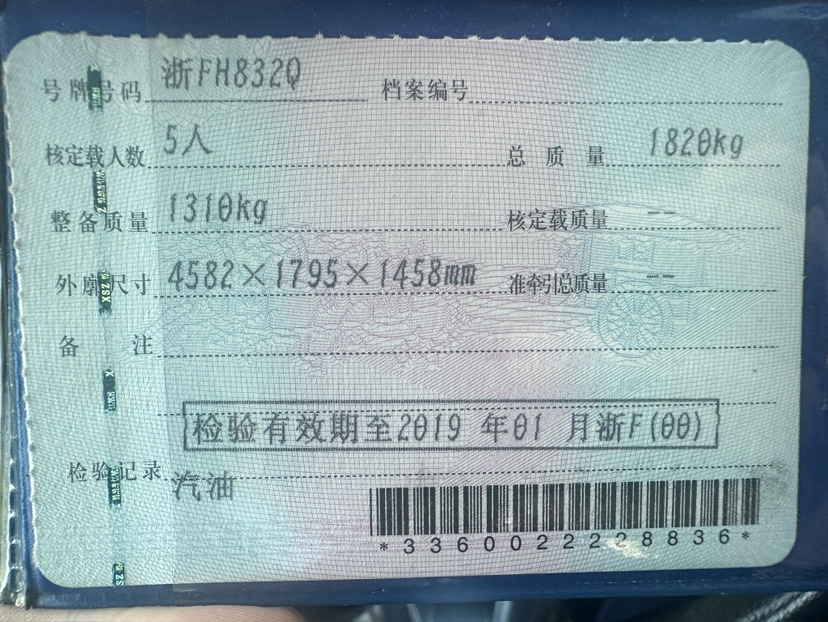 号牌号码 浙FH832Q 档案编号
核定载人数 5人 总质量 1820kg
整备质量 1310kg 核定载质量 --
外廓尺寸 4582×1795×1458mm 准牵引总质量 --
备注
检验有效期至2019年01月浙F(00)
检验记录
汽油
*3360022228836*